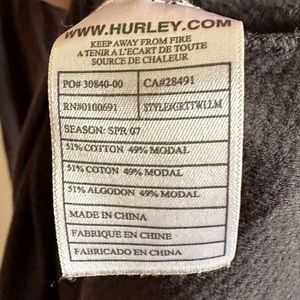 WWW.HURLEY.COM
KEEP AWAY FROM FIRE
A TENIR A L'ECART DE TOUTE
SOURCE DE CHALEUR
PO# 30840-00 CA#28491
RN#0100691 STYLE#GRTTWLLM
SEASON: SPR 07
51% COTTON 49% MODAL
51% COTON 49% MODAL
51% ALGODON 49% MODAL
MADE IN CHINA
FABRIQUE EN CHINE
FABRICADO EN CHINA